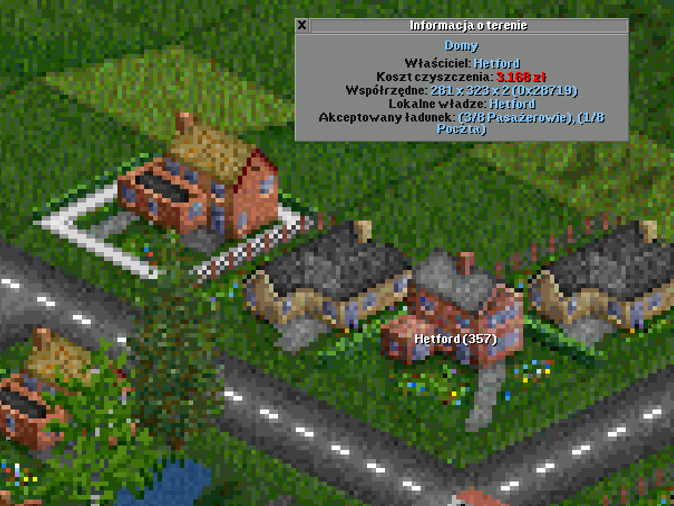 X Informacja o terenie
Domy
Właściciel: Hetford
Koszt czyszczenia: 3.168 zł
Współrzędne: 281 x 323 x 2 (0x28719)
Lokalne władze: Hetford
Akceptowany ładunek: (3/8 Pasażerowie), (1/8
Poczta)
Hetford (357)